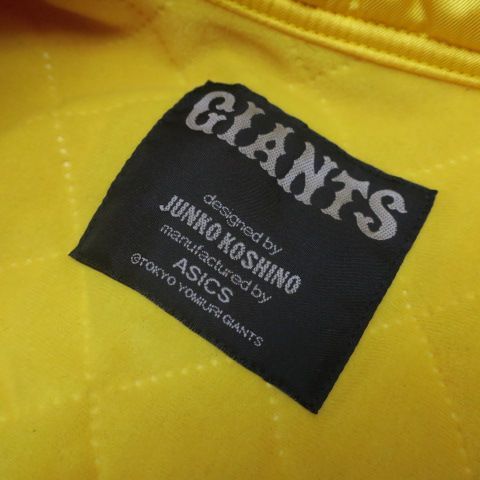 GIANTS
designed by
JUNKO KOSHINO
manufactured by
ASICS
©TOKYO YOMIURI GIANTS